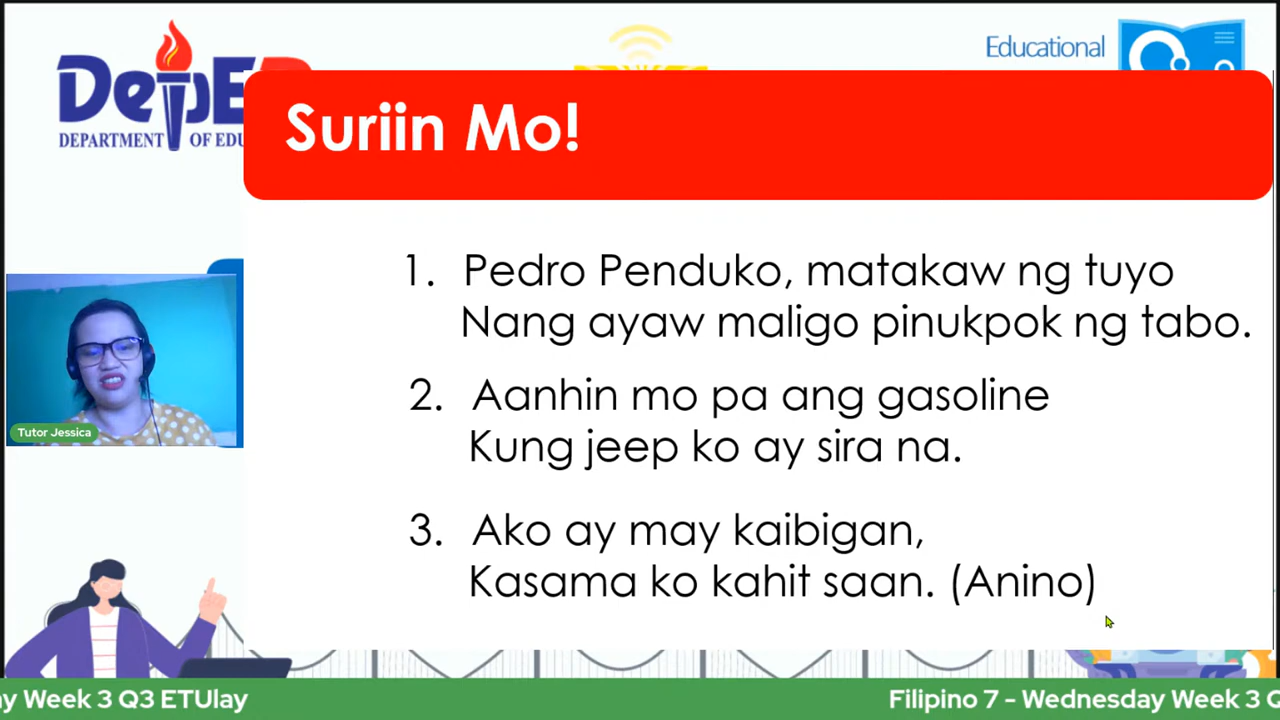 DepE
DEPARTMENT OF EDU
Educational
Suriin Mo!
1. Pedro Penduko, matakaw ng tuyo
Nang ayaw maligo pinukpok ng tabo.
2. Aanhin mo pa ang gasoline
Kung jeep ko ay sira na.
3. Ako ay may kaibigan,
Kasama ko kahit saan. (Anino)
Tutor Jessica
ay Week 3 Q3 ETUlay
Filipino 7 - Wednesday Week 3 Q